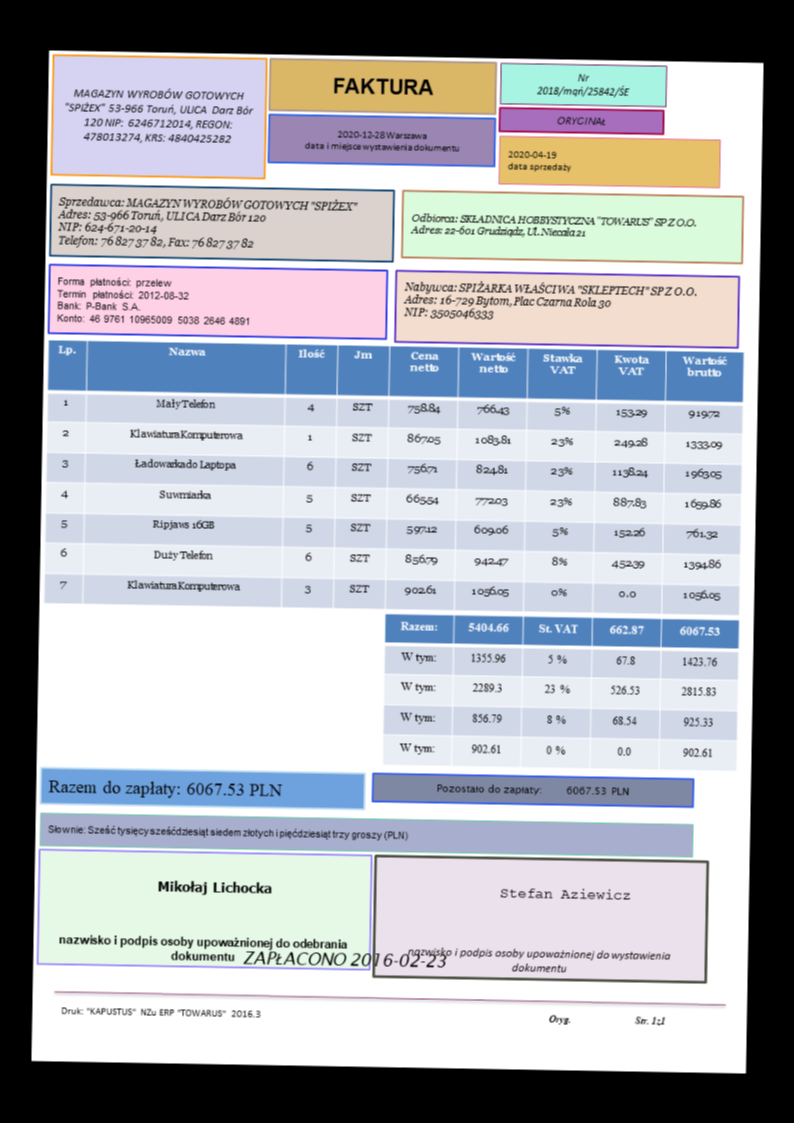 MAGAZYN WYROBÓW GOTOWYCH
"SPIŻEX" 53-966 Toruń, ULICA Darz Bór
120 NIP: 6246712014, REGON:
478013274, KRS: 4840425282
FAKTURA
2020-12-28 Warszawa
data i miejsce wystawienia dokumentu
Nr
2018/mąń/25842/ŚE
ORYGINAŁ
2020-04-19
data sprzedaży
Sprzedawca: MAGAZYN WYROBÓW GOTOWYCH "SPIŻEX"
Adres: 53-966 Toruń, ULICA Darz Bór 120
NIP: 624-671-20-14
Telefon: 76 827 37 82, Fax: 76 827 37 82
Odbiorca: SKŁADNICA HOBBYSTYCZNA "TOWARUS" SP Z O.O.
Adres: 22-601 Grudziądz, Ul. Niecała 21
Forma płatności: przelew
Termin płatności: 2012-08-32
Bank: P-Bank S.A.
Konto: 46 9761 10965009 5038 2646 4891
Nabywca: SPIŻARKA WŁAŚCIWA "SKLEPTECH" SP Z O.O.
Adres: 16-729 Bytom, Plac Czarna Rola 30
NIP: 3505046333
Lp. Nazwa Ilość Jm Cena netto Wartość netto Stawka VAT Kwota VAT Wartość brutto
1 Mały Telefon 4 SZT 758.84 766.43 5% 153.29 919.72
2 Klawiatura Komputerowa 1 SZT 867.05 1083.81 23% 249.28 1333.09
3 Ładowarka do Laptopa 6 SZT 756.71 824.81 23% 1138.24 1963.05
4 Suwmiarka 5 SZT 665.54 772.03 23% 887.83 1659.86
5 Ripjaws 16GB 5 SZT 597.12 609.06 5% 152.26 761.32
6 Duży Telefon 6 SZT 856.79 942.47 8% 452.39 1394.86
7 Klawiatura Komputerowa 3 SZT 902.61 1056.05 0% 0.0 1056.05
Razem: 5404.66 St. VAT 662.87 6067.53
W tym: 1355.96 5 % 67.8 1423.76
W tym: 2289.3 23 % 526.53 2815.83
W tym: 856.79 8 % 68.54 925.33
W tym: 902.61 0 % 0.0 902.61
Razem do zapłaty: 6067.53 PLN
Pozostało do zapłaty: 6067.53 PLN
Słownie: Sześć tysięcy sześćdziesiąt siedem złotych i pięćdziesiąt trzy groszy (PLN)
Mikołaj Lichocka
nazwisko i podpis osoby upoważnionej do odebrania
dokumentu
Stefan Aziewicz
nazwisko i podpis osoby upoważnionej do wystawienia
dokumentu
ZAPŁACONO 2016-02-23
Druk: "KAPUSTUS" NZu ERP "TOWARUS" 2016.3
Oryg.
Str. 1z1